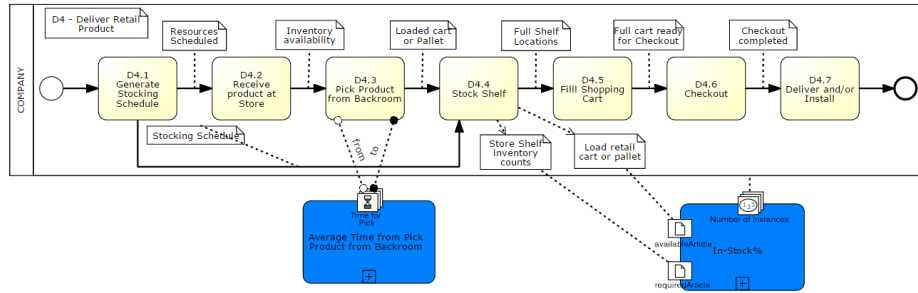 D4 - Deliver Retail
Product
Resources
Scheduled
Inventory
availability
Loaded cart
or Pallet
Full Shelf
Locations
Full cart ready
for Checkout
Checkout
completed
COMPANY
D4.1
Generate
Stocking
Schedule
D4.2
Receive
product at
Store
D4.3
Pick Product
from Backroom
D4.4
Stock Shelf
D4.5
Filll Shopping
Cart
D4.6
Checkout
D4.7
Deliver and/or
Install
Stocking Schedule
from
to
Store Shelf
inventory
counts
Load retail
cart or pallet
Time for
Pick
Average Time from Pick
Product from Backroom
1 2 3
Number of instances
availableArticle
In-Stock%
requiredArticle